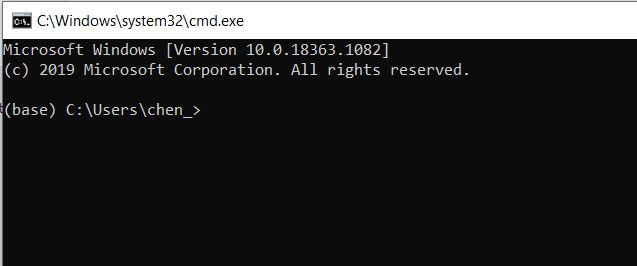 C:\Windows\system32\cmd.exe
Microsoft Windows [Version 10.0.18363.1082]
(c) 2019 Microsoft Corporation. All rights reserved.
(base) C:\Users\chen_>